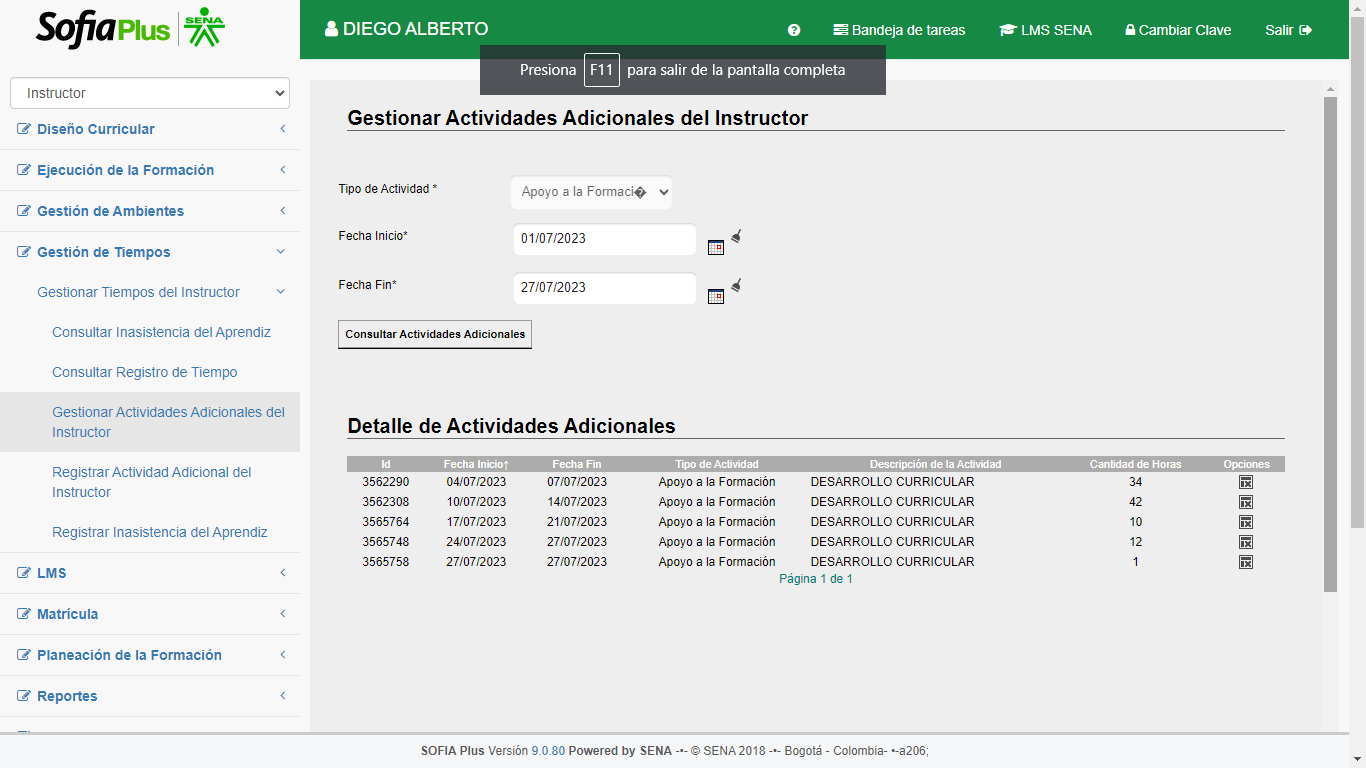 Sofia Plus SENA
DIEGO ALBERTO
Bandeja de tareas
LMS SENA
Cambiar Clave
Salir
Presiona F11 para salir de la pantalla completa
Instructor
Diseño Curricular
Ejecución de la Formación
Gestión de Ambientes
Gestión de Tiempos
Gestionar Tiempos del Instructor
Consultar Inasistencia del Aprendiz
Consultar Registro de Tiempo
Gestionar Actividades Adicionales del
Instructor
Registrar Actividad Adicional del
Instructor
Registrar Inasistencia del Aprendiz
LMS
Matrícula
Planeación de la Formación
Reportes
Gestionar Actividades Adicionales del Instructor
Tipo de Actividad * Apoyo a la Formaci�
Fecha Inicio* 01/07/2023
Fecha Fin* 27/07/2023
Consultar Actividades Adicionales
Detalle de Actividades Adicionales
Id Fecha Inicio↑ Fecha Fin Tipo de Actividad Descripción de la Actividad Cantidad de Horas Opciones
3562290 04/07/2023 07/07/2023 Apoyo a la Formación DESARROLLO CURRICULAR 34
3562308 10/07/2023 14/07/2023 Apoyo a la Formación DESARROLLO CURRICULAR 42
3565764 17/07/2023 21/07/2023 Apoyo a la Formación DESARROLLO CURRICULAR 10
3565748 24/07/2023 27/07/2023 Apoyo a la Formación DESARROLLO CURRICULAR 12
3565758 27/07/2023 27/07/2023 Apoyo a la Formación DESARROLLO CURRICULAR 1
Página 1 de 1
SOFIA Plus Versión 9.0.80 Powered by SENA -•- © SENA 2018 -•- Bogotá - Colombia- •-a206;